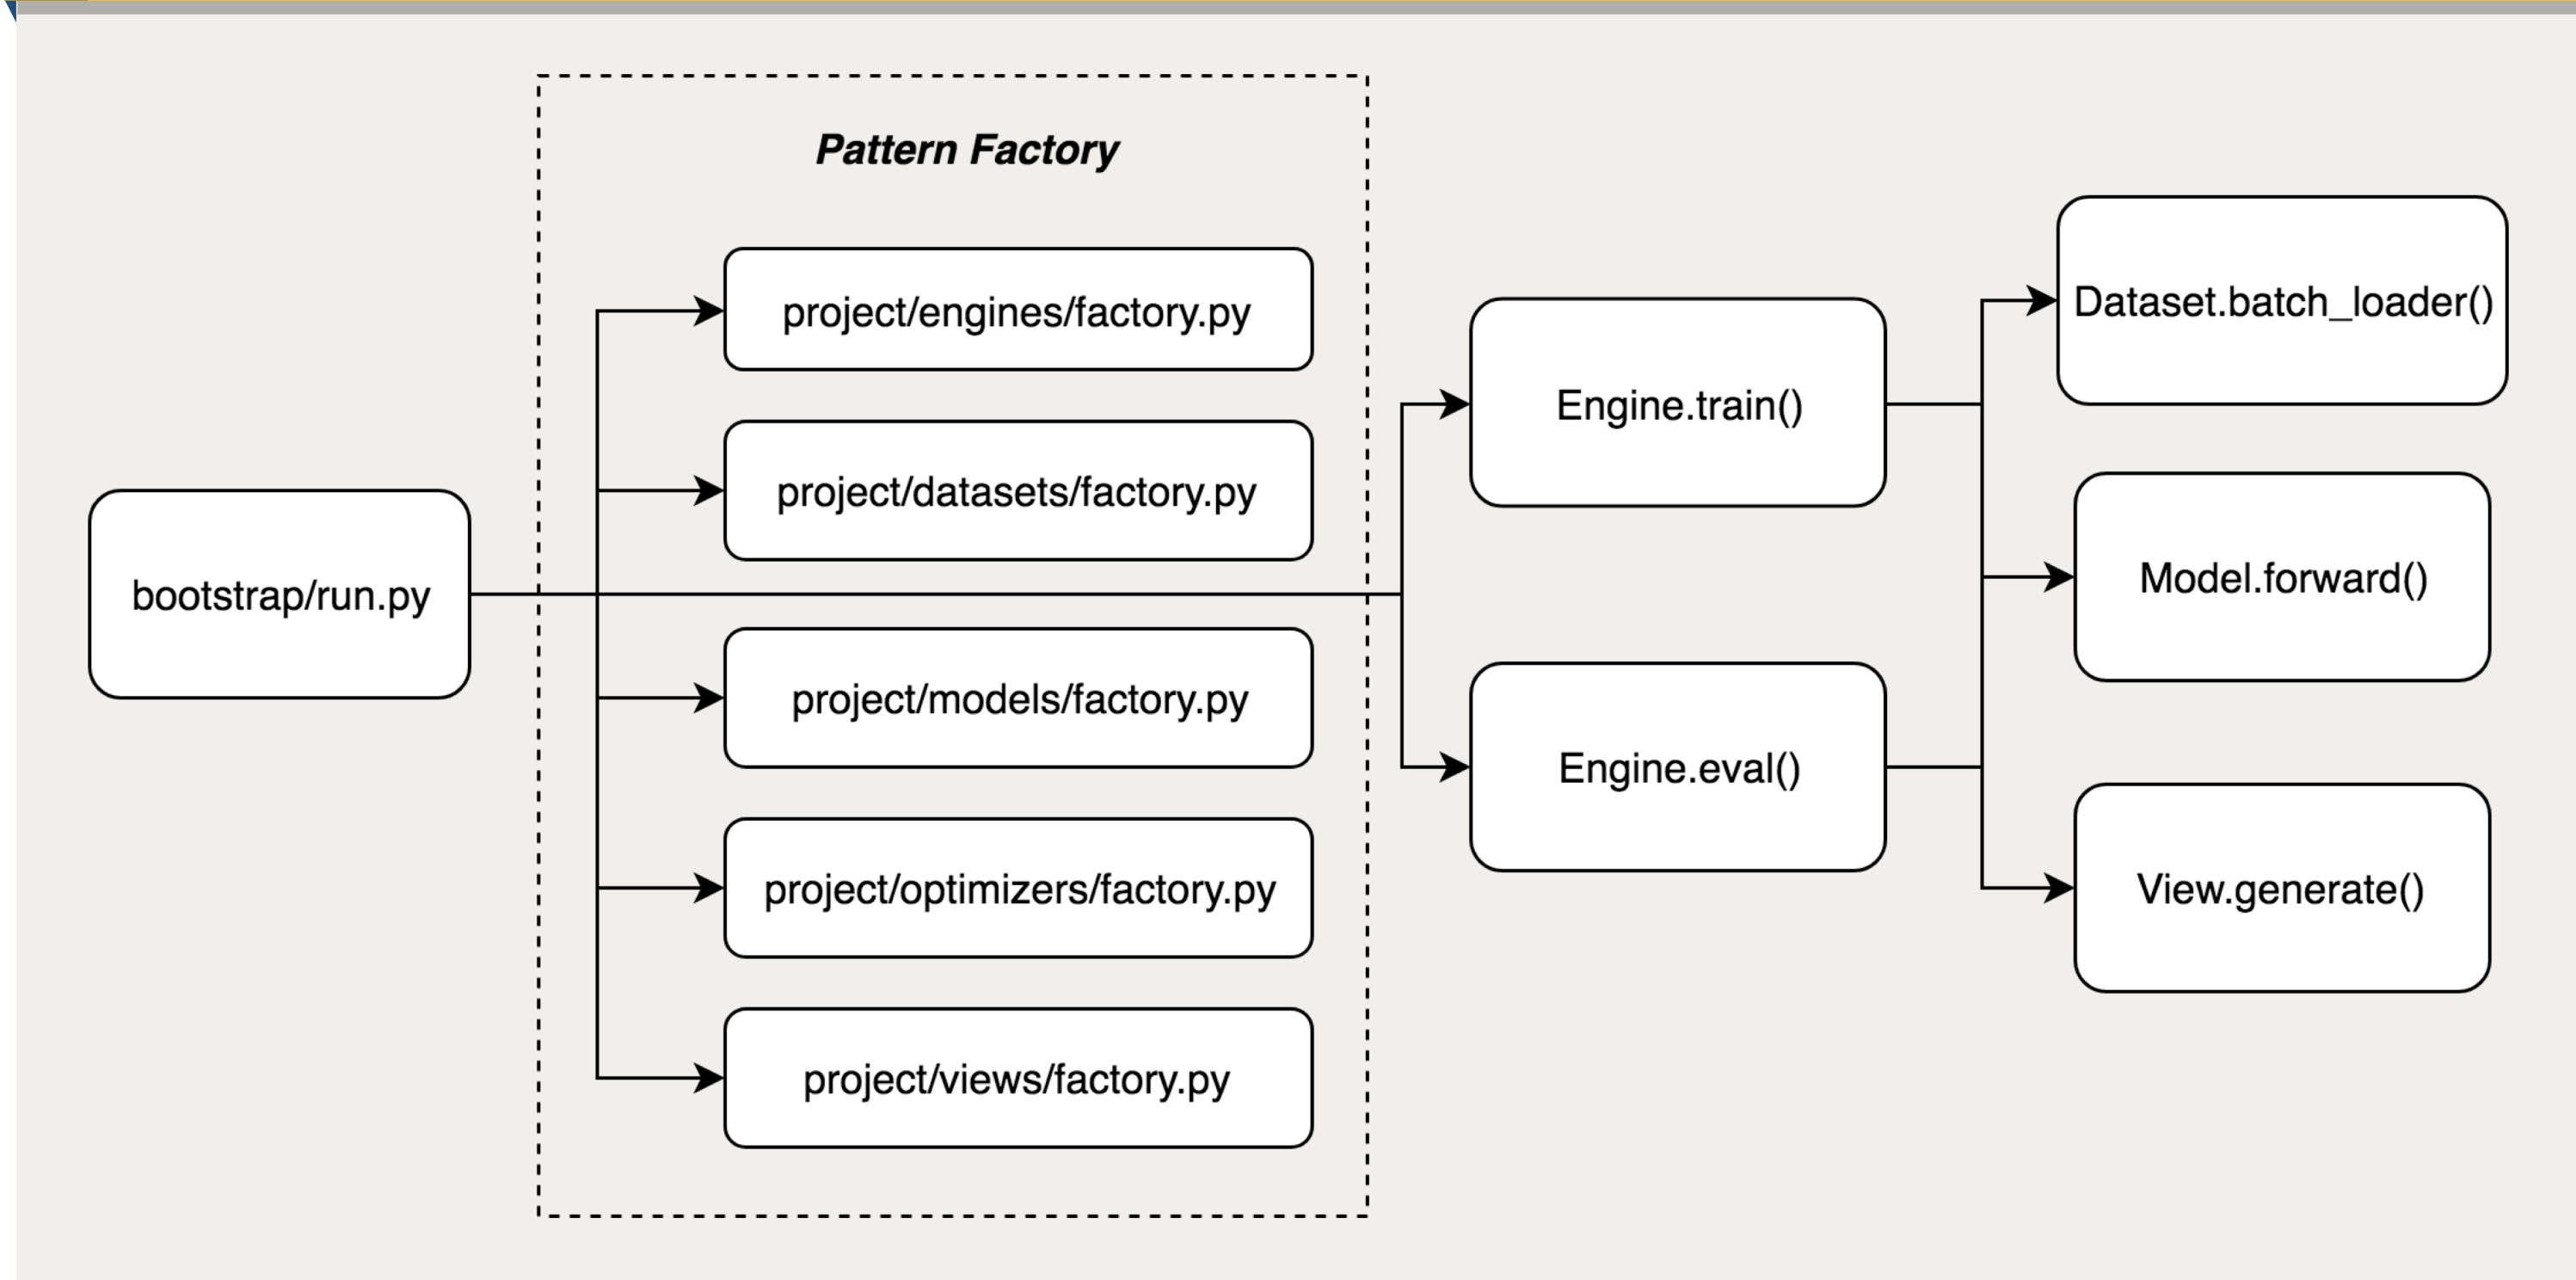 Pattern Factory
project/engines/factory.py
project/datasets/factory.py
bootstrap/run.py
project/models/factory.py
project/optimizers/factory.py
project/views/factory.py
Engine.train()
Engine.eval()
Dataset.batch_loader()
Model.forward()
View.generate()